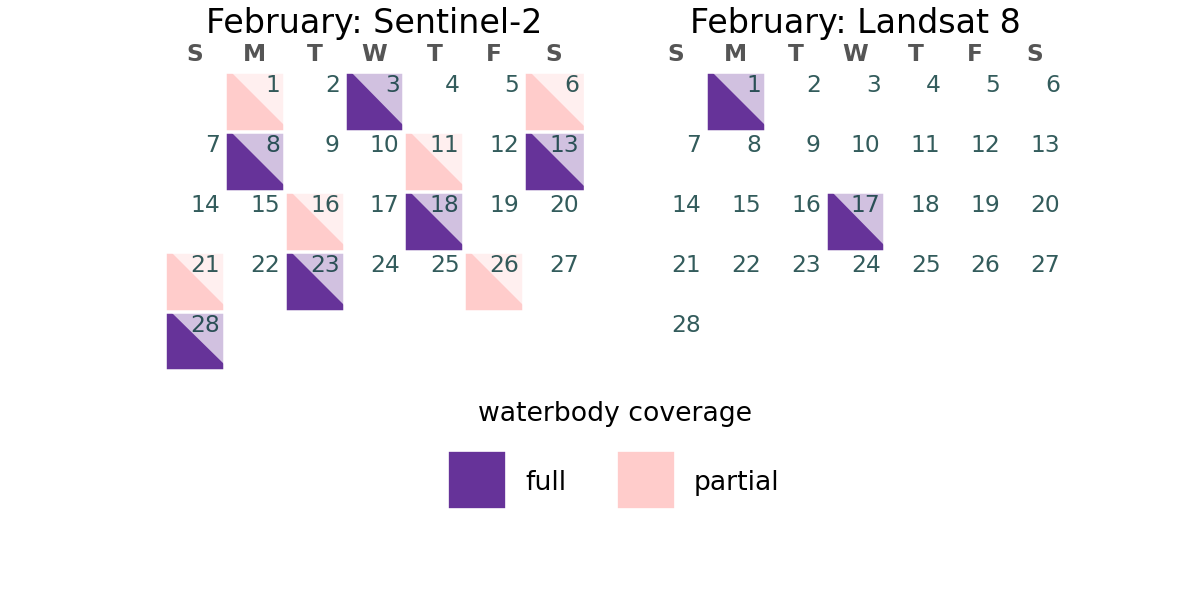 February: Sentinel-2
S M T W T F S
1 2 3 4 5 6
7 8 9 10 11 12 13
14 15 16 17 18 19 20
21 22 23 24 25 26 27
28
February: Landsat 8
S M T W T F S
1 2 3 4 5 6
7 8 9 10 11 12 13
14 15 16 17 18 19 20
21 22 23 24 25 26 27
28
waterbody coverage
full partial